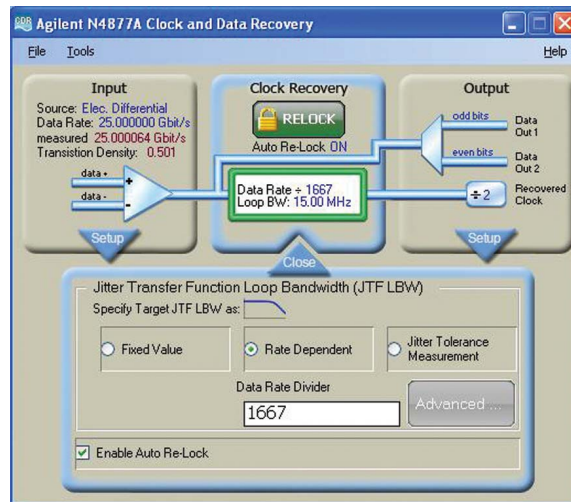 CDR Agilent N4877A Clock and Data Recovery
File Tools Help
Input
Source: Elec. Differential
Data Rate: 25.000000 Gbit/s
measured 25.000064 Gbit/s
Transistion Density: 0.501
data +
data -
+
-
Setup
Clock Recovery
RELOCK
Auto Re-Lock ON
Data Rate ÷ 1667
Loop BW: 15.00 MHz
Close
Output
odd bits
Data
Out 1
even bits
Data
Out 2
÷ 2
Recovered
Clock
Setup
Jitter Transfer Function Loop Bandwidth (JTF LBW)
Specify Target JTF LBW as:
Fixed Value
Rate Dependent
Jitter Tolerance
Measurement
Data Rate Divider
1667
Advanced ...
Enable Auto Re-Lock